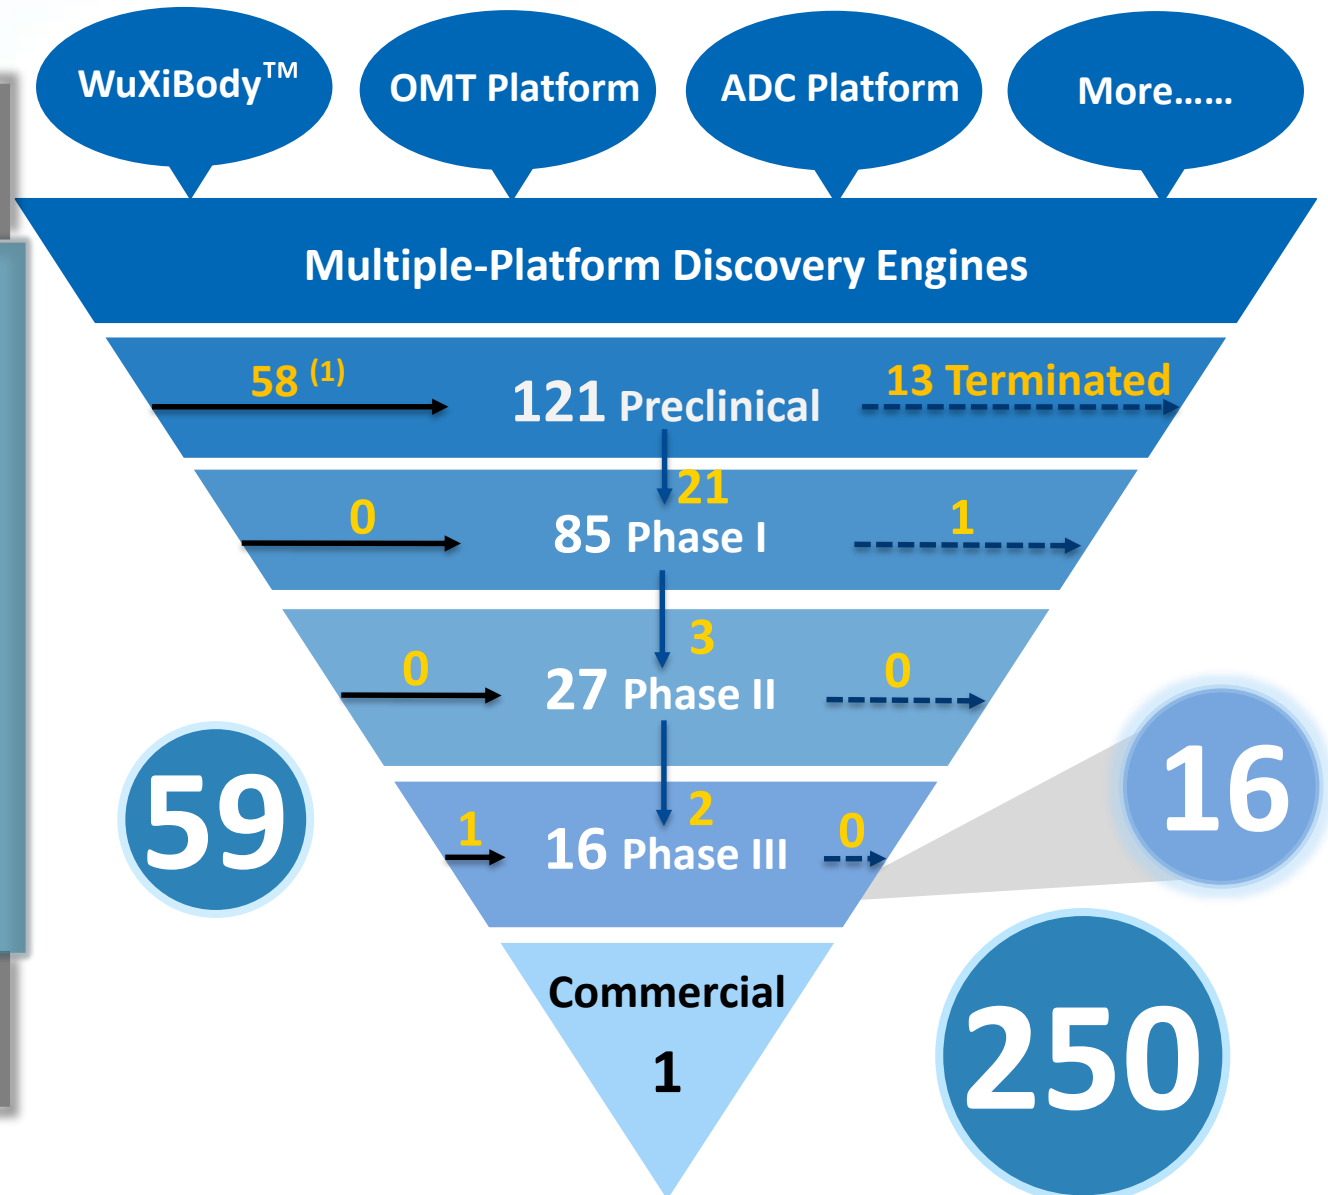 WuXiBody™
OMT Platform
ADC Platform
More……
Multiple-Platform Discovery Engines
58 (1)
121 Preclinical
13 Terminated
21
0
85 Phase I
1
3
0
27 Phase II
0
2
1
16 Phase III
0
59
16
Commercial
1
250